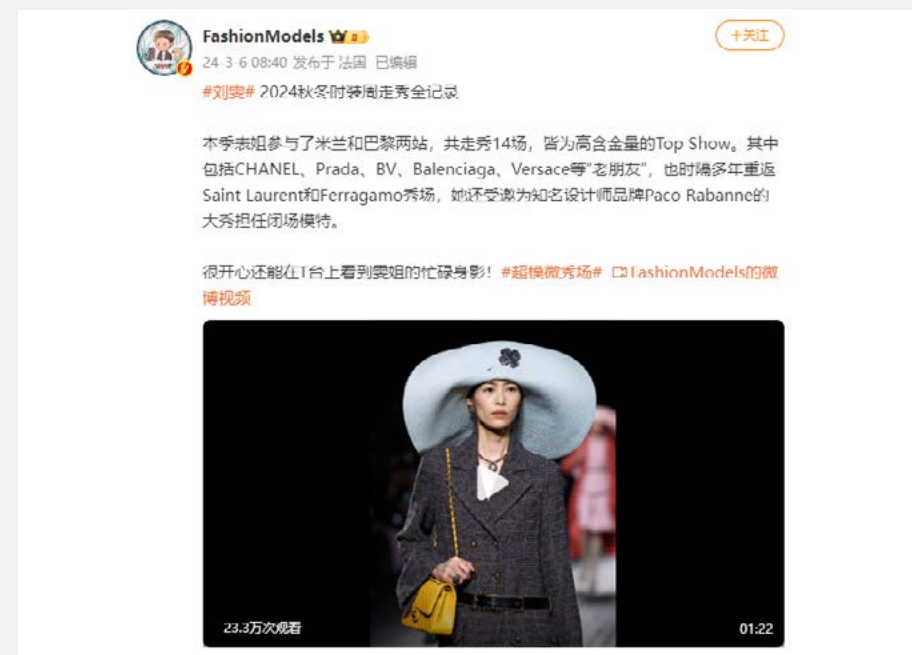 FashionModels
+关注
24-3-6 08:40 发布于 法国 已编辑
#刘雯# 2024秋冬时装周走秀全记录
本季表姐参与了米兰和巴黎两站，共走秀14场，皆为高含金量的Top Show。其中
包括CHANEL、Prada、BV、Balenciaga、Versace等“老朋友”，也时隔多年重返
Saint Laurent和Ferragamo秀场，她还受邀为知名设计师品牌Paco Rabanne的
大秀担任闭场模特。
很开心还能在T台上看到雯姐的忙碌身影！#超模微秀场# FashionModels的微
博视频
23.3万次观看
01:22